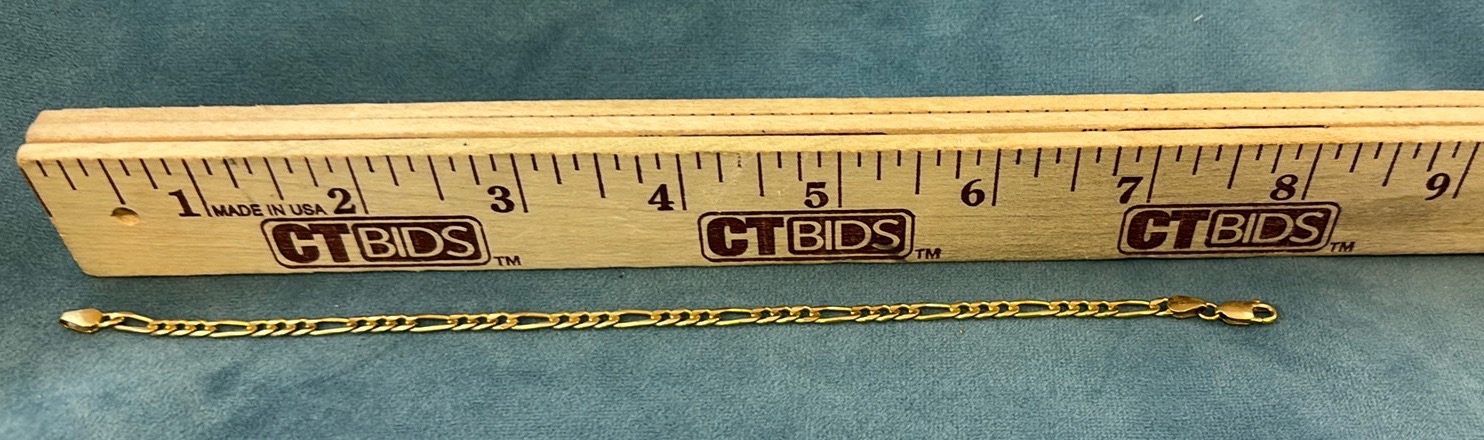 1 2 3 4 5 6 7 8 9
MADE IN USA
CTBIDS™ CTBIDS™ CTBIDS™